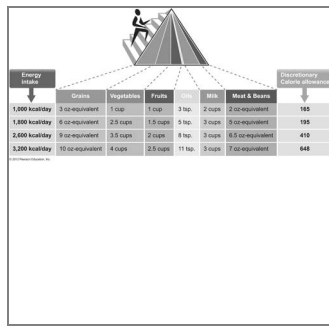 Energy intake
Discretionary Calorie allowance
Grains Vegetables Fruits Oils Milk Meat & Beans
1,000 kcal/day 3 oz-equivalent 1 cup 1 cup 3 tsp. 2 cups 2 oz-equivalent 165
1,800 kcal/day 6 oz-equivalent 2.5 cups 1.5 cups 5 tsp. 3 cups 5 oz-equivalent 195
2,600 kcal/day 9 oz-equivalent 3.5 cups 2 cups 8 tsp. 3 cups 6.5 oz-equivalent 410
3,200 kcal/day 10 oz-equivalent 4 cups 2.5 cups 11 tsp. 3 cups 7 oz-equivalent 648
© 2012 Pearson Education, Inc.